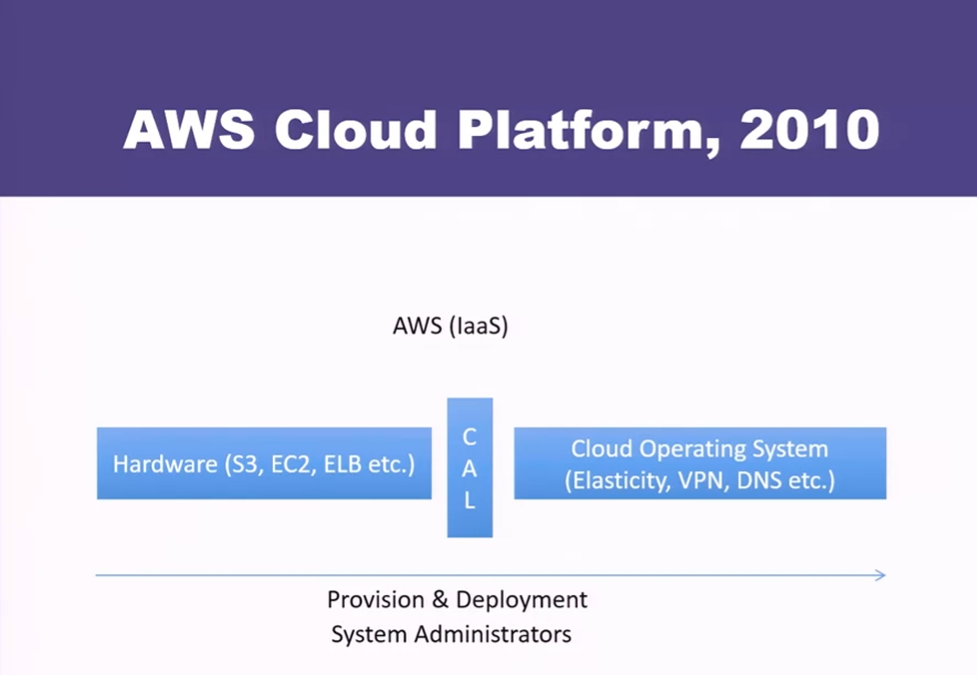 AWS Cloud Platform, 2010
AWS (IaaS)
Hardware (S3, EC2, ELB etc.)
C
A
L
Cloud Operating System
(Elasticity, VPN, DNS etc.)
Provision & Deployment
System Administrators